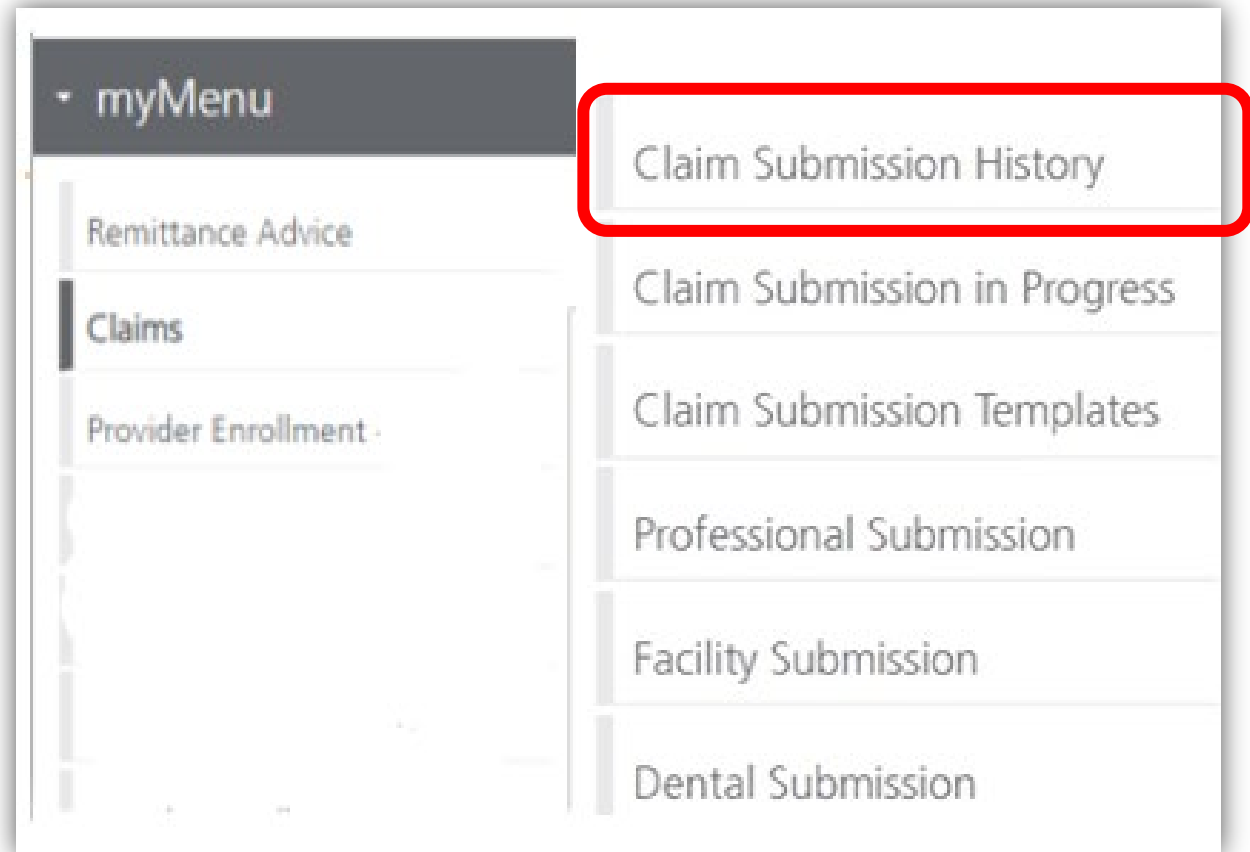 myMenu
Remittance Advice
Claims
Provider Enrollment
Claim Submission History
Claim Submission in Progress
Claim Submission Templates
Professional Submission
Facility Submission
Dental Submission